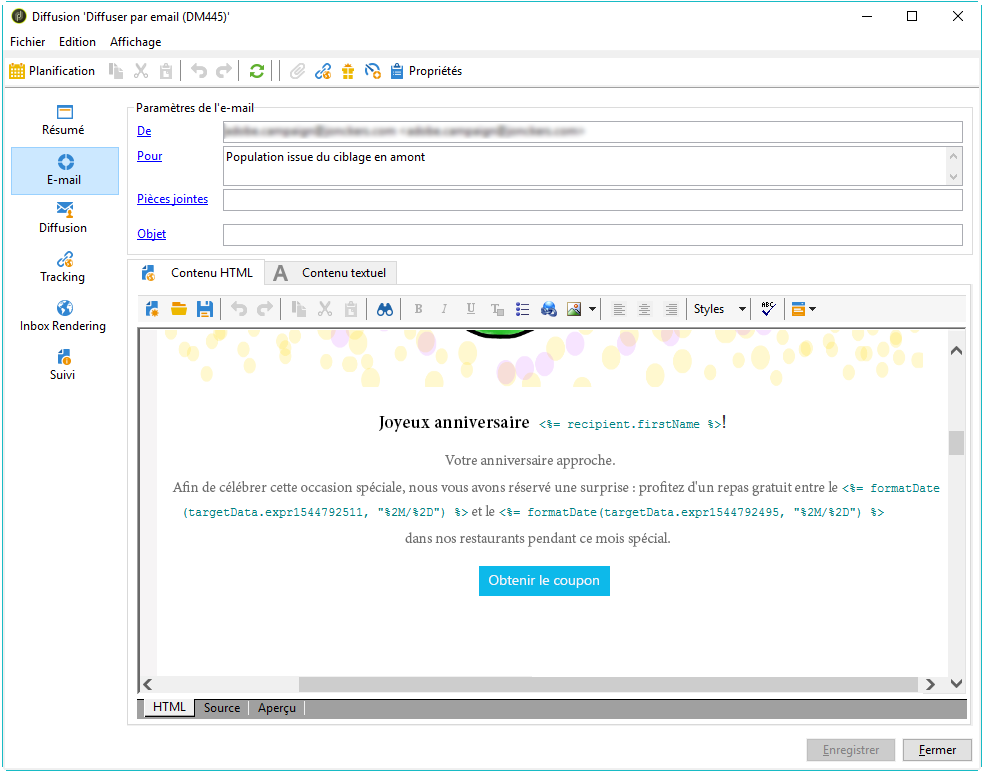 Diffusion 'Diffuser par email (DM445)'
Fichier Edition Affichage
Planification Propriétés
Résumé
E-mail
Diffusion
Tracking
Inbox Rendering
Suivi
Paramètres de l'e-mail
De
Pour Population issue du ciblage en amont
Pièces jointes
Objet
Contenu HTML A Contenu textuel
B I U T Styles ABC
Joyeux anniversaire <%= recipient.firstName %>!
Votre anniversaire approche.
Afin de célébrer cette occasion spéciale, nous vous avons réservé une surprise : profitez d'un repas gratuit entre le <%= formatDate
(targetData.expr1544792511, "%2M/%2D") %> et le <%= formatDate(targetData.expr1544792495, "%2M/%2D") %>
dans nos restaurants pendant ce mois spécial.
Obtenir le coupon
HTML Source Aperçu
Enregistrer Fermer